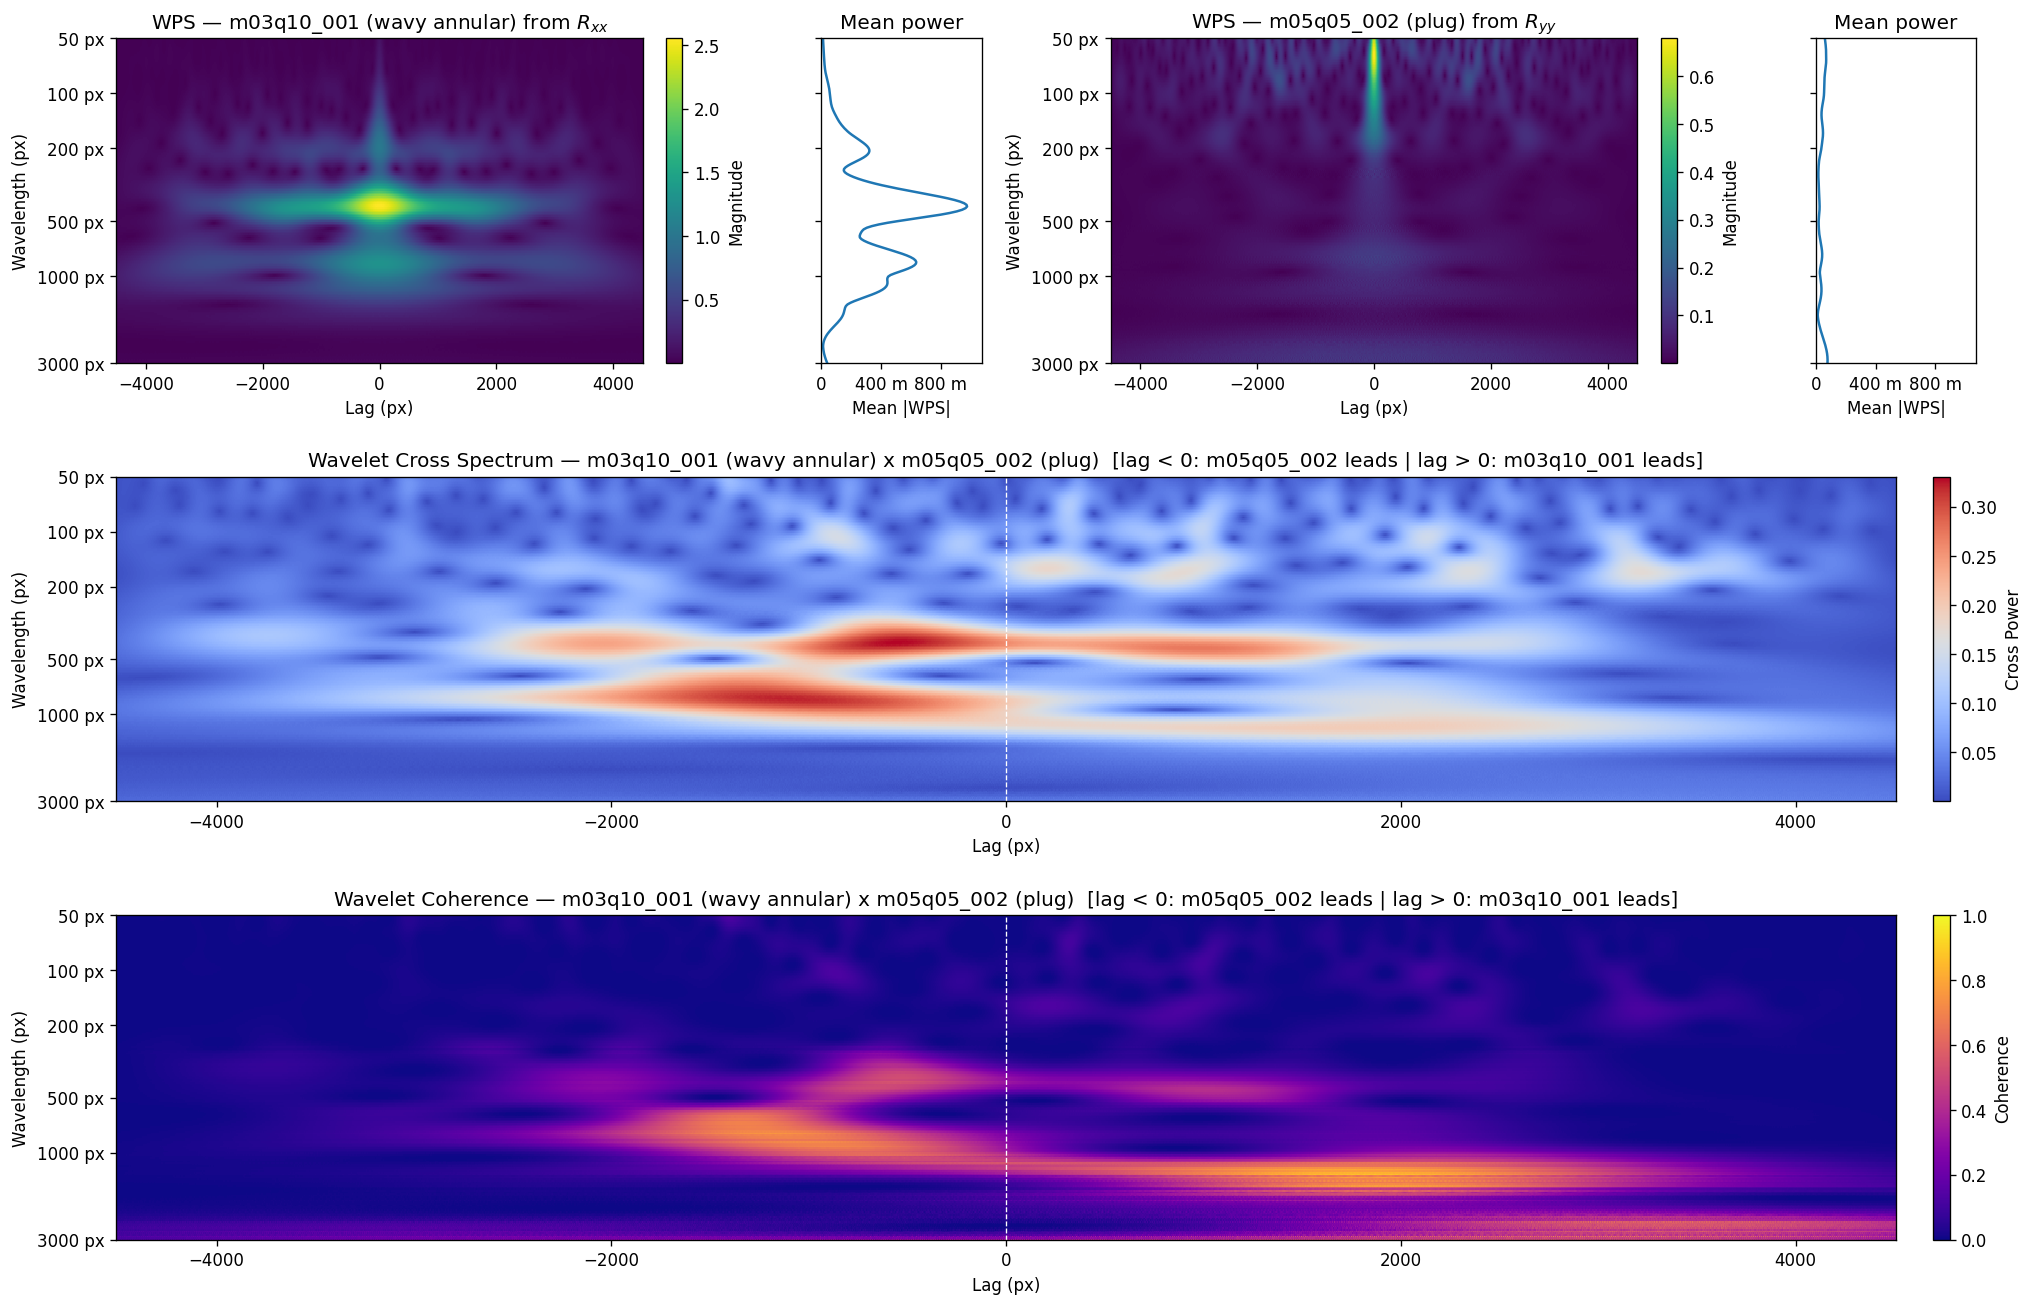 WPS — m03q10_001 (wavy annular) from Rxx
Mean power
WPS — m05q05_002 (plug) from Ryy
Mean power
50 px
100 px
200 px
500 px
1000 px
3000 px
Wavelength (px)
−4000
−2000
0
2000
4000
Lag (px)
2.5
2.0
1.5
1.0
0.5
Magnitude
0
400 m
800 m
Mean |WPS|
50 px
100 px
200 px
500 px
1000 px
3000 px
Wavelength (px)
−4000
−2000
0
2000
4000
Lag (px)
0.6
0.5
0.4
0.3
0.2
0.1
Magnitude
0
400 m
800 m
Mean |WPS|
Wavelet Cross Spectrum — m03q10_001 (wavy annular) x m05q05_002 (plug)  [lag < 0: m05q05_002 leads | lag > 0: m03q10_001 leads]
50 px
100 px
200 px
500 px
1000 px
3000 px
Wavelength (px)
−4000
−2000
0
2000
4000
Lag (px)
0.30
0.25
0.20
0.15
0.10
0.05
Cross Power
Wavelet Coherence — m03q10_001 (wavy annular) x m05q05_002 (plug)  [lag < 0: m05q05_002 leads | lag > 0: m03q10_001 leads]
50 px
100 px
200 px
500 px
1000 px
3000 px
Wavelength (px)
−4000
−2000
0
2000
4000
Lag (px)
1.0
0.8
0.6
0.4
0.2
0.0
Coherence